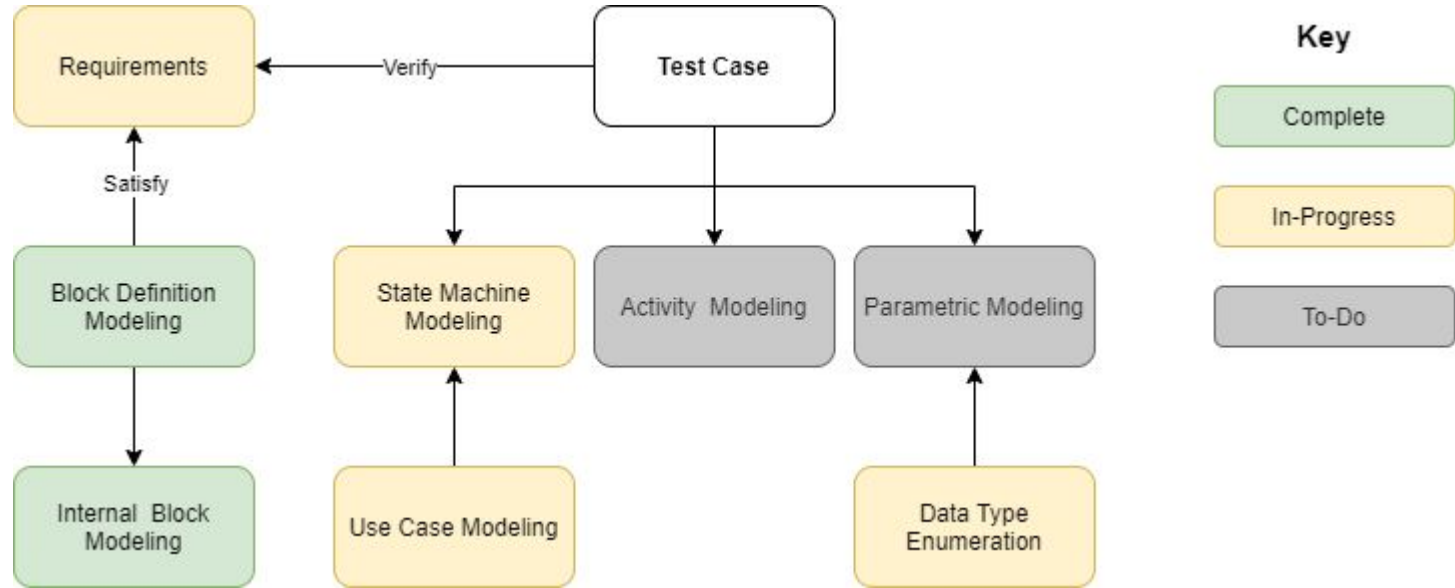 Requirements
Verify
Test Case
Key
Complete
Satisfy
In-Progress
Block Definition
Modeling
State Machine
Modeling
Activity Modeling
Parametric Modeling
To-Do
Internal Block
Modeling
Use Case Modeling
Data Type
Enumeration